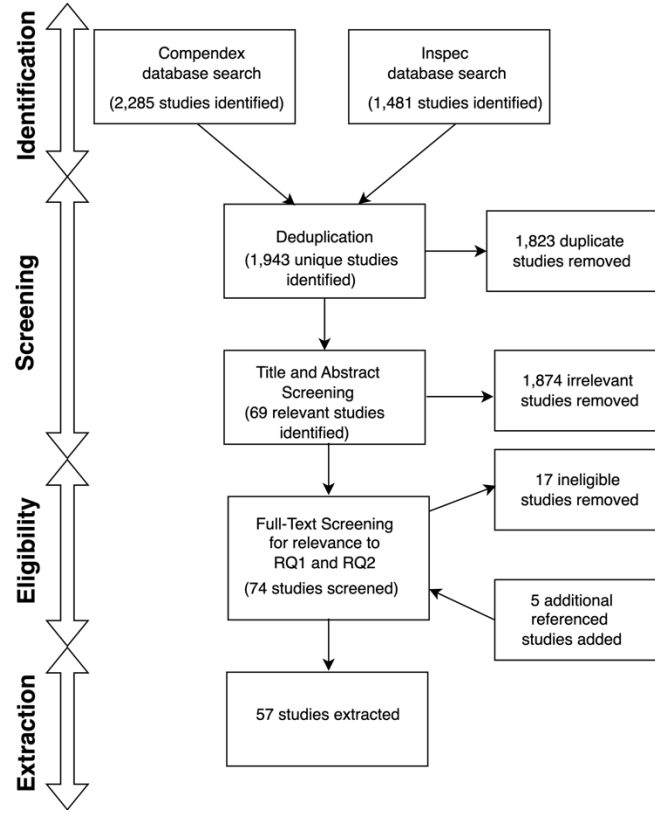 Identification
Compendex
database search
(2,285 studies identified)
Inspec
database search
(1,481 studies identified)
Screening
Deduplication
(1,943 unique studies
identified)
1,823 duplicate
studies removed
Title and Abstract
Screening
(69 relevant studies
identified)
1,874 irrelevant
studies removed
Eligibility
Full-Text Screening
for relevance to
RQ1 and RQ2
(74 studies screened)
17 ineligible
studies removed
5 additional
referenced
studies added
Extraction
57 studies extracted